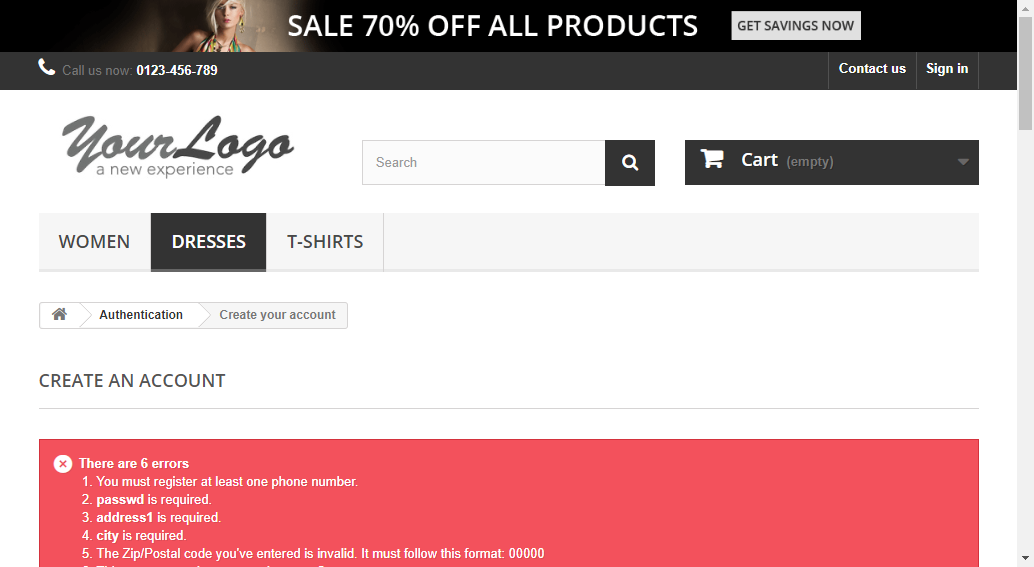 SALE 70% OFF ALL PRODUCTS
GET SAVINGS NOW
Call us now: 0123-456-789
Contact us
Sign in
YourLogo
a new experience
Search
Cart (empty)
WOMEN
DRESSES
T-SHIRTS
Authentication
Create your account
CREATE AN ACCOUNT
There are 6 errors
1. You must register at least one phone number.
2. passwd is required.
3. address1 is required.
4. city is required.
5. The Zip/Postal code you've entered is invalid. It must follow this format: 00000